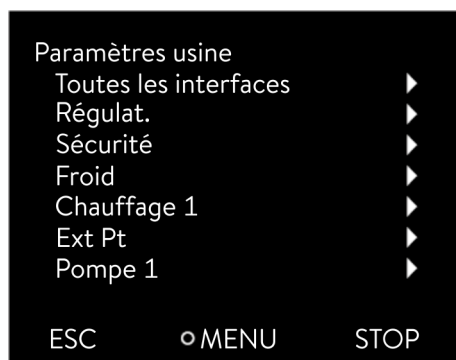 Paramètres usine
Toutes les interfaces
Régulat.
Sécurité
Froid
Chauffage 1
Ext Pt
Pompe 1
ESC MENU STOP